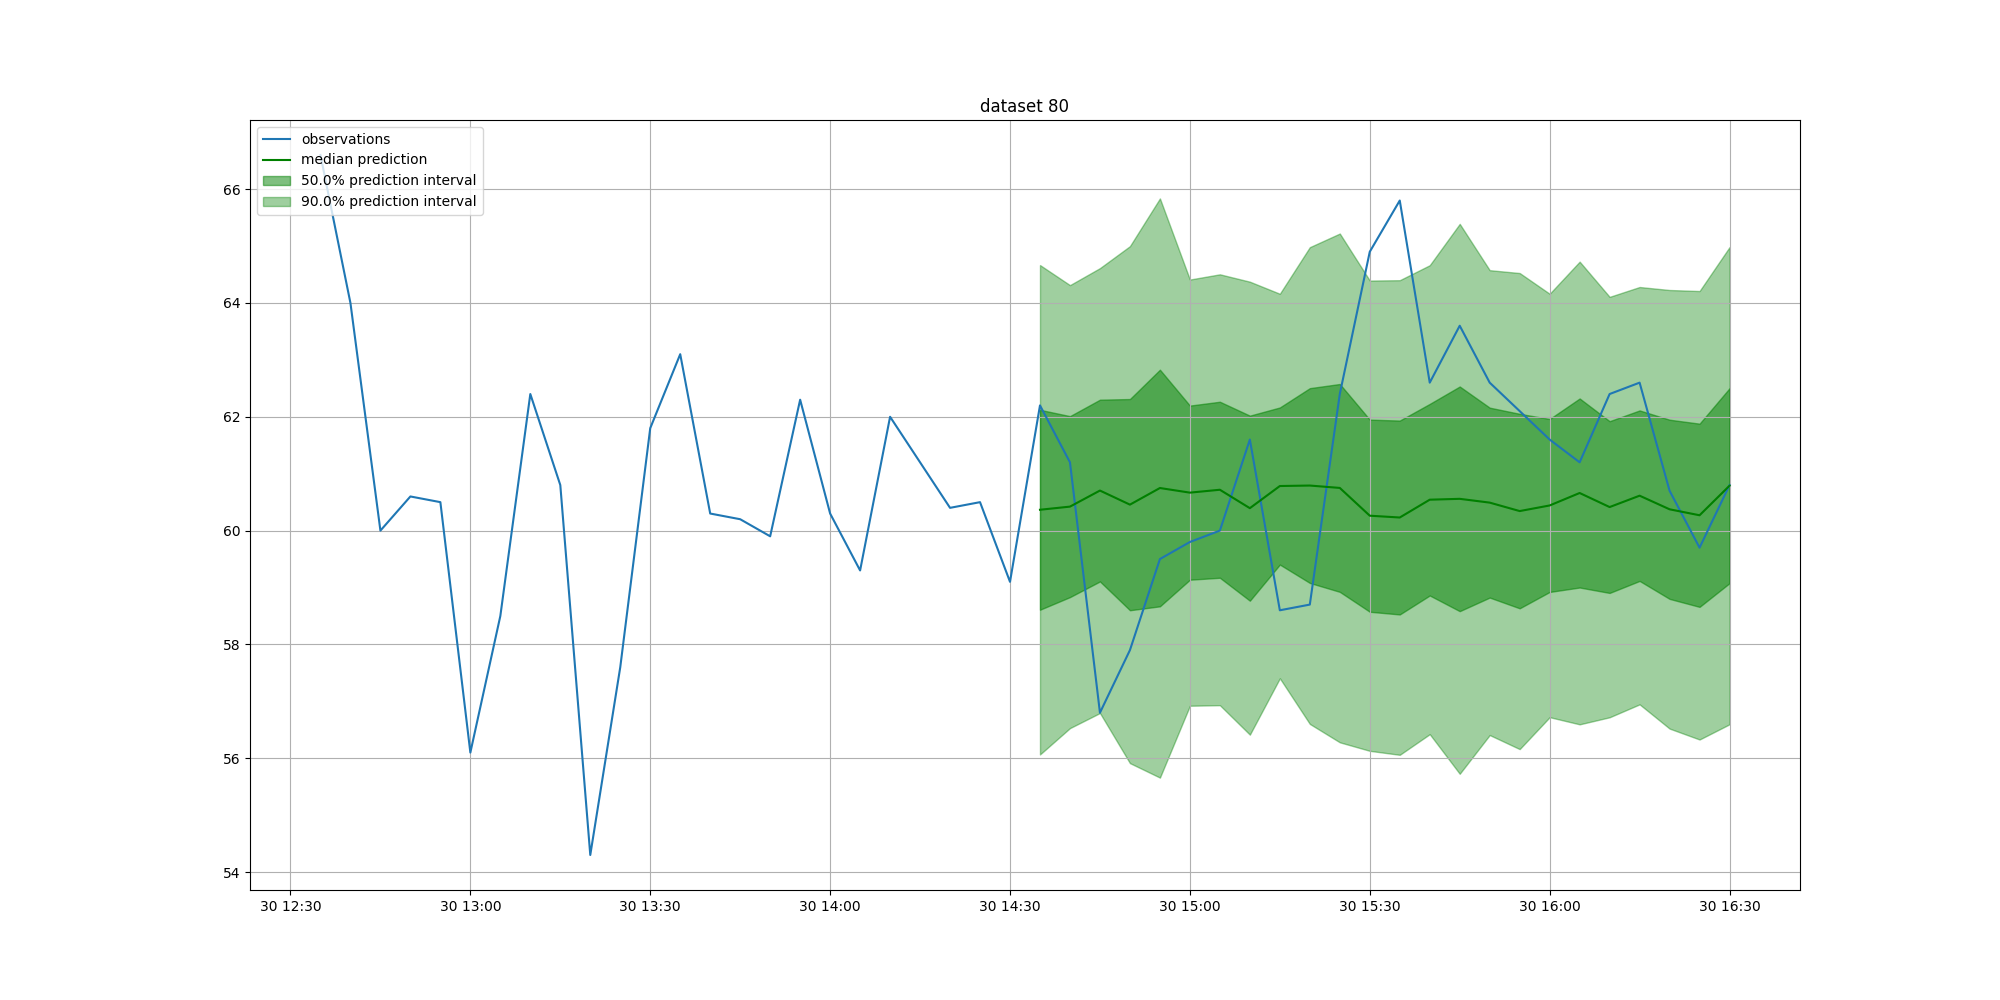 dataset 80
observations
median prediction
50.0% prediction interval
90.0% prediction interval
66
64
62
60
58
56
54
30 12:30 30 13:00 30 13:30 30 14:00 30 14:30 30 15:00 30 15:30 30 16:00 30 16:30